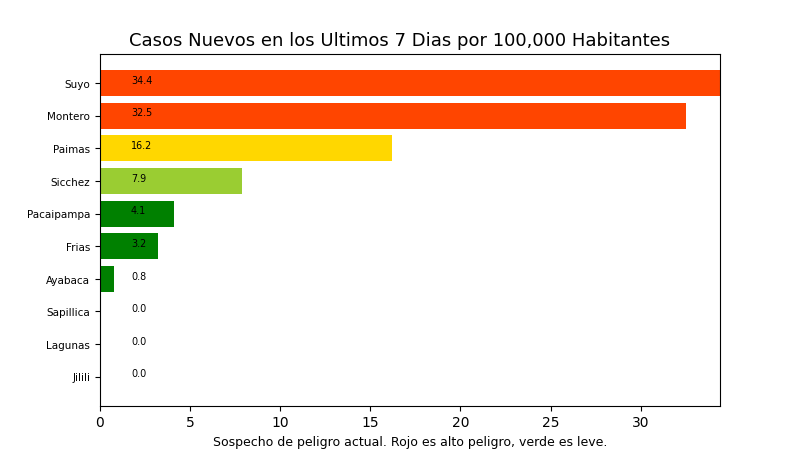 Casos Nuevos en los Ultimos 7 Dias por 100,000 Habitantes
Suyo 34.4
Montero 32.5
Paimas 16.2
Sicchez 7.9
Pacaipampa 4.1
Frias 3.2
Ayabaca 0.8
Sapillica 0.0
Lagunas 0.0
Jilili 0.0
0 5 10 15 20 25 30
Sospecho de peligro actual. Rojo es alto peligro, verde es leve.